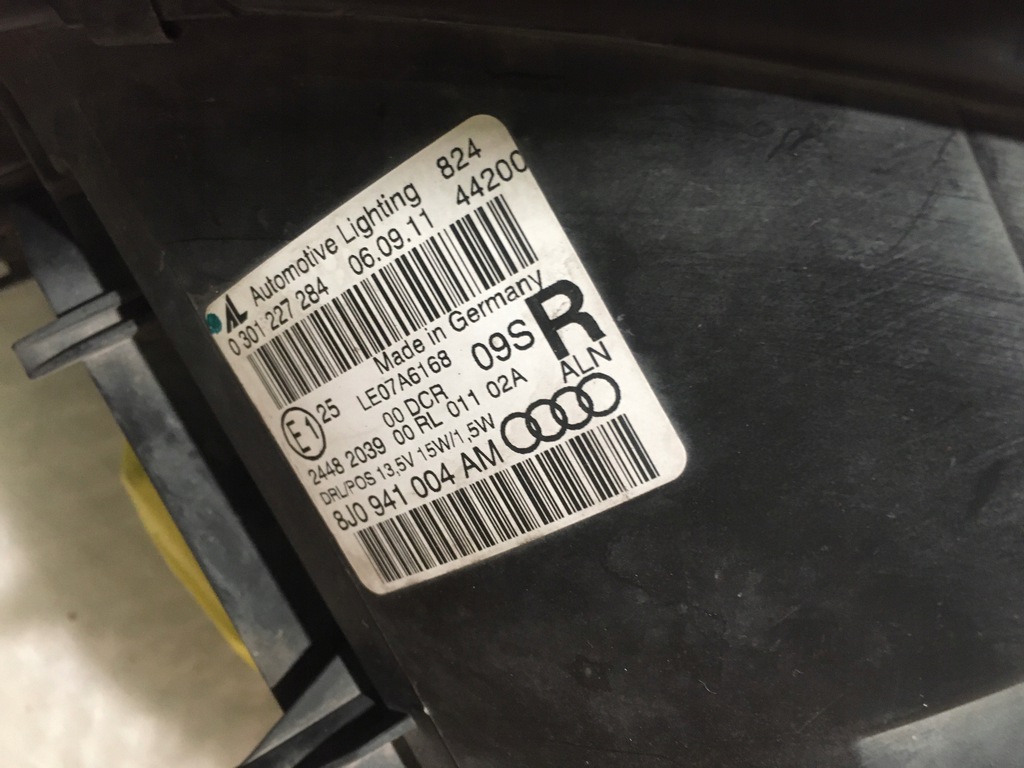 AL Automotive Lighting 824
0 301 227 284 06.09.11 44200
Made in Germany
E1 25 LE07A6168 09S R
00 DCR ALN
2448 2039 00 RL 011 02A
DRL/POS 13,5V 15W/1,5W
8J0 941 004 AM